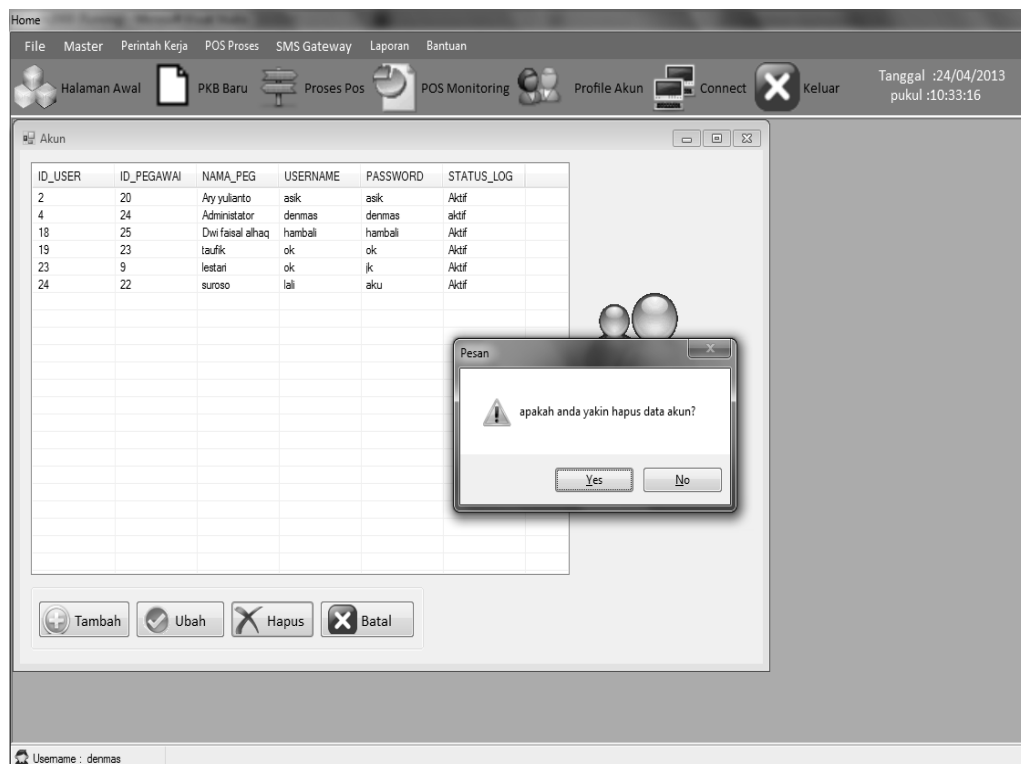 Home
File Master Perintah Kerja POS Proses SMS Gateway Laporan Bantuan
Halaman Awal PKB Baru Proses Pos POS Monitoring Profile Akun Connect Keluar
Tanggal :24/04/2013
pukul :10:33:16
Akun
ID_USER ID_PEGAWAI NAMA_PEG USERNAME PASSWORD STATUS_LOG
2 20 Ary yulianto asik asik Aktif
4 24 Administator denmas denmas aktif
18 25 Dwi faisal alhaq hambali hambali Aktif
19 23 taufik ok ok Aktif
23 9 lestari ok jk Aktif
24 22 suroso lali aku Aktif
Pesan
apakah anda yakin hapus data akun?
Yes No
Tambah Ubah Hapus Batal
Username : denmas